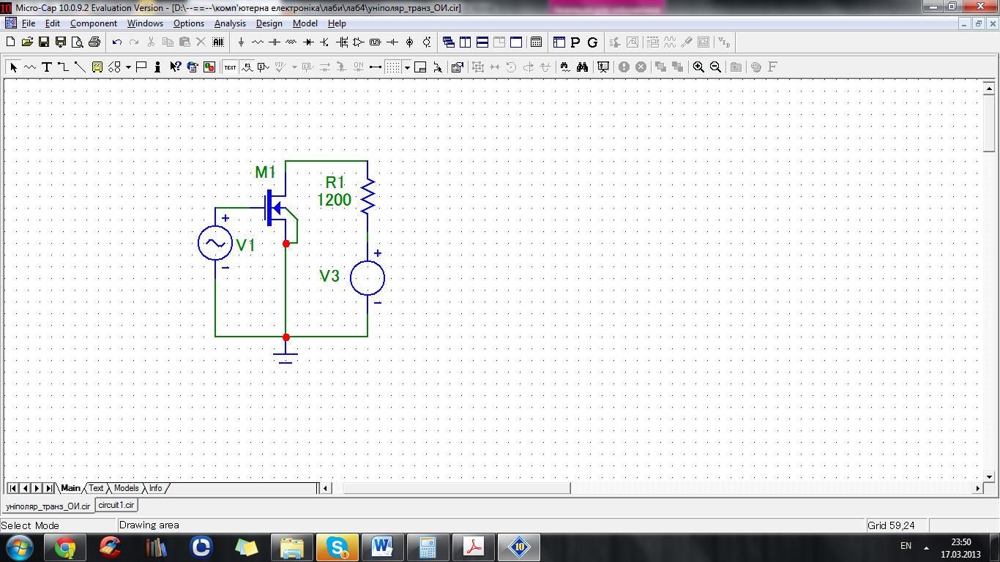 Micro-Cap 10.0.9.2 Evaluation Version - [D:\--==--\комп'ютерна електроніка\лаби\лаб4\уніполяр_транз_ОИ.cir]
File Edit Component Windows Options Analysis Design Model Help
P G
TEXT R1
F
M1
R1
1200
+
V1
-
+
V3
-
Main Text Models Info
уніполяр_транз_ОИ.cir circuit1.cir
Select Mode Drawing area Grid 59,24
EN 23:50
17.03.2013